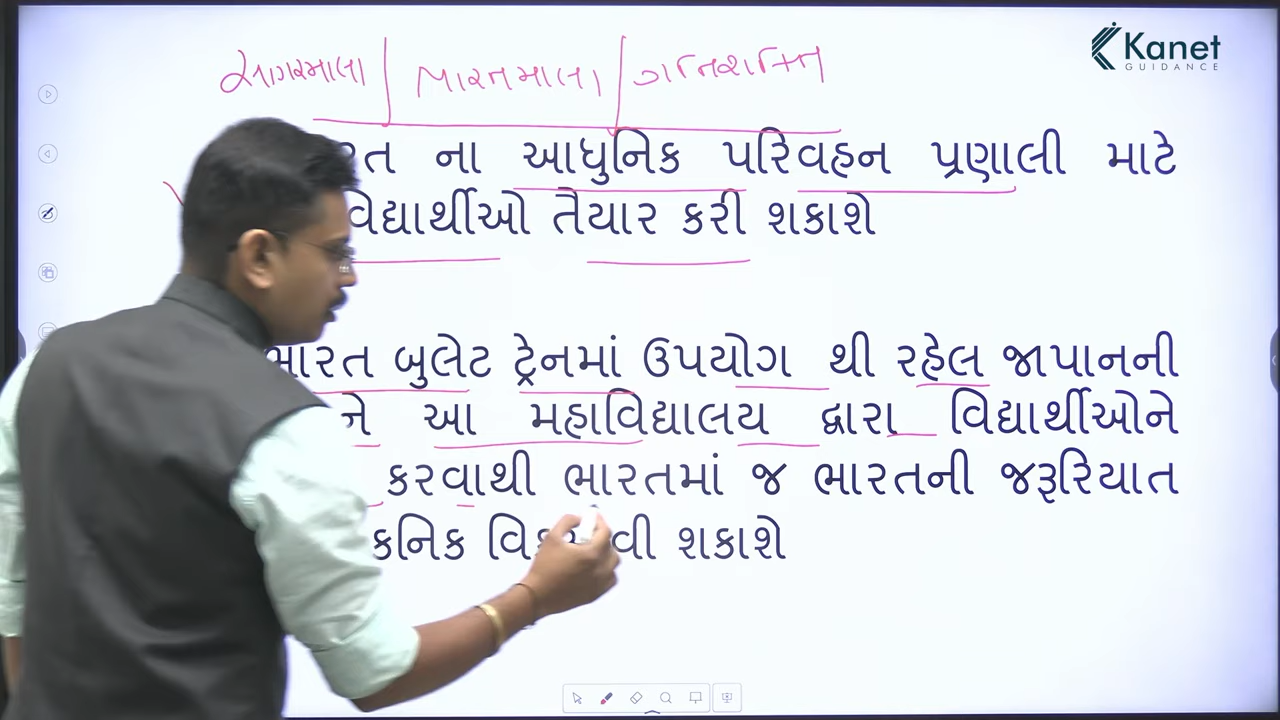 Kanet
GUIDANCE
સાગરમાલા | ભારતમાલા | ગતિશક્તિ
ના આધુનિક પરિવહન પ્રણાલી માટે
વિદ્યાર્થીઓ તૈયાર કરી શકાશે
ભારત બુલેટ ટ્રેનમાં ઉપયોગ થી રહેલ જાપાનની
આ મહાવિદ્યાલય દ્વારા વિદ્યાર્થીઓને
કરવાથી ભારતમાં જ ભારતની જરૂરિયાત
શકાશે